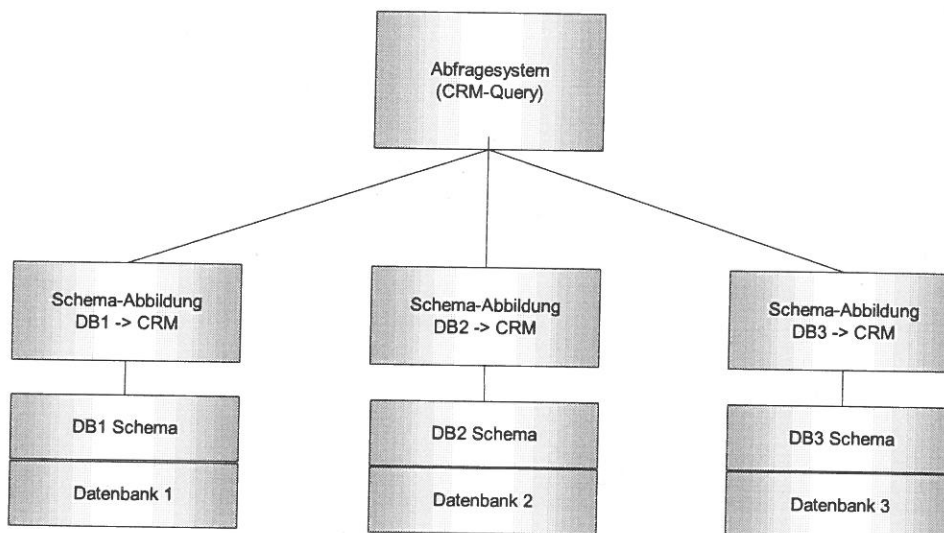 Abfragesystem
(CRM-Query)
Schema-Abbildung
DB1 -> CRM
Schema-Abbildung
DB2 -> CRM
Schema-Abbildung
DB3 -> CRM
DB1 Schema
DB2 Schema
DB3 Schema
Datenbank 1
Datenbank 2
Datenbank 3